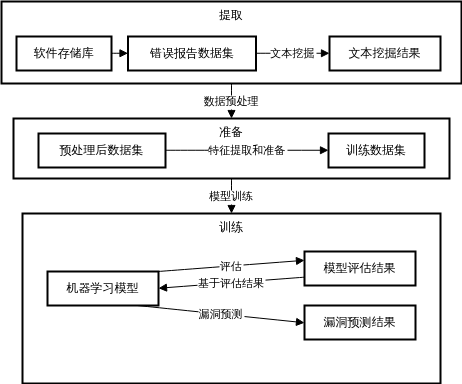 提取
软件存储库
错误报告数据集
文本挖掘
文本挖掘结果
数据预处理
准备
预处理后数据集
特征提取和准备
训练数据集
模型训练
训练
评估
模型评估结果
基于评估结果
机器学习模型
漏洞预测
漏洞预测结果